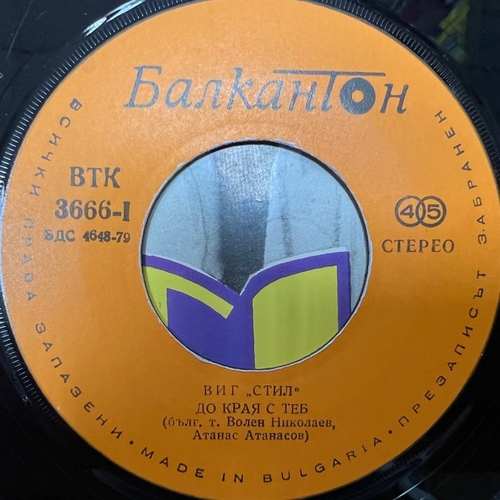 Балкантон
ВТК
3666-I
БДС 4648-79
45
СТЕРЕО
ВИГ „СТИЛ"
ДО КРАЯ С ТЕБ
(бълг. т. Волен Николаев,
Атанас Атанасов)
ВСИЧКИ ПРАВА ЗАПАЗЕНИ • MADE IN BULGARIA • ПРЕЗАПИСЪТ ЗАБРАНЕН